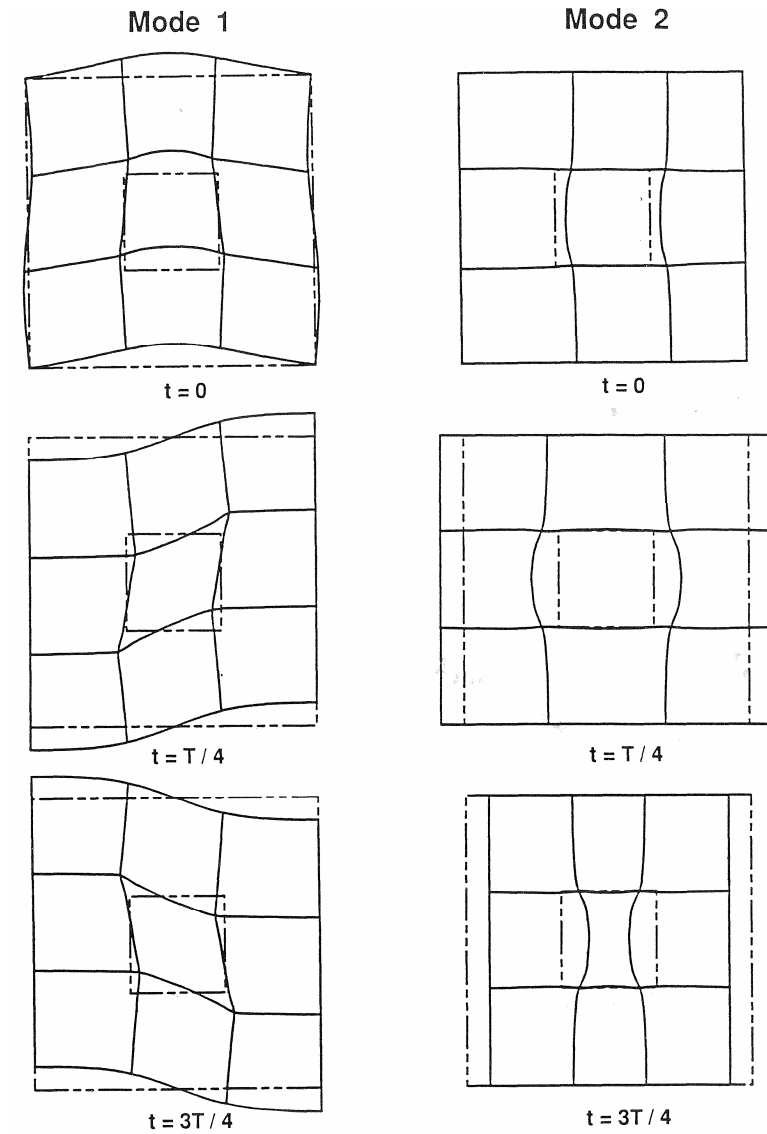 Mode 1 Mode 2
t = 0 t = 0
t = T / 4 t = T / 4
t = 3T / 4 t = 3T / 4